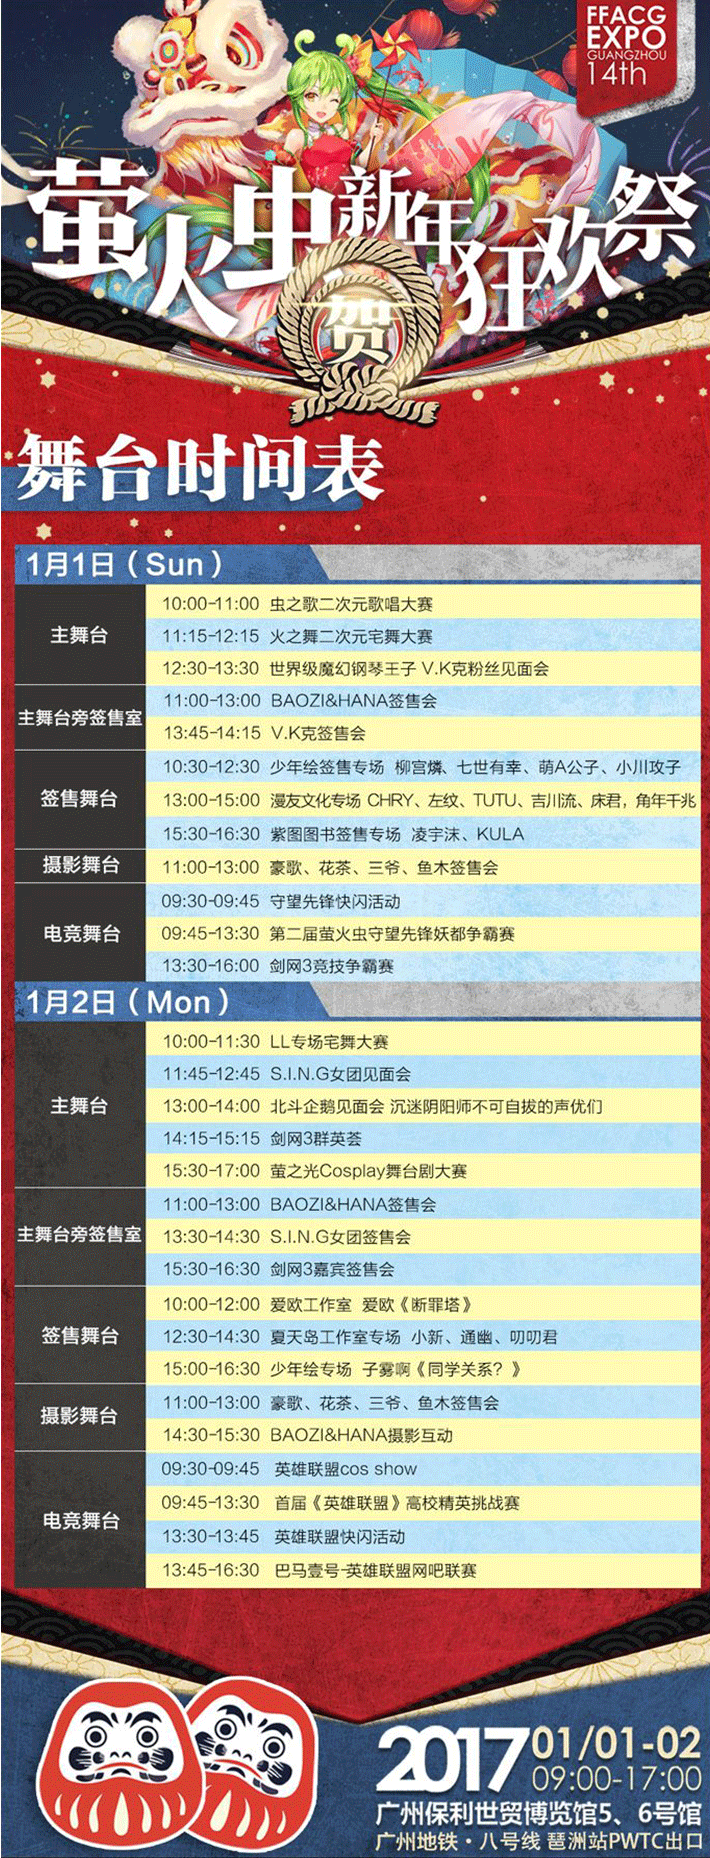 FFACG
EXPO
GUANGZHOU
14th
萤火虫新年狂欢祭
贺
舞台时间表
1月1日（Sun）
主舞台
10:00-11:00 虫之歌二次元歌唱大赛
11:15-12:15 火之舞二次元宅舞大赛
12:30-13:30 世界级魔幻钢琴王子 V.K克粉丝见面会
主舞台旁签售室
11:00-13:00 BAOZI&HANA签售会
13:45-14:15 V.K克签售会
签售舞台
10:30-12:30 少年绘签售专场 柳宫燐、七世有幸、萌A公子、小川攻子
13:00-15:00 漫友文化专场 CHRY、左纹、TUTU、吉川流、床君，角年千兆
15:30-16:30 紫图图书签售专场 凌宇沫、KULA
摄影舞台
11:00-13:00 豪歌、花茶、三爷、鱼木签售会
电竞舞台
09:30-09:45 守望先锋快闪活动
09:45-13:30 第二届萤火虫守望先锋妖都争霸赛
13:30-16:00 剑网3竞技争霸赛
1月2日（Mon）
主舞台
10:00-11:30 LL专场宅舞大赛
11:45-12:45 S.I.N.G女团见面会
13:00-14:00 北斗企鹅见面会 沉迷阴阳师不可自拔的声优们
14:15-15:15 剑网3群英荟
15:30-17:00 萤之光Cosplay舞台剧大赛
主舞台旁签售室
11:00-13:00 BAOZI&HANA签售会
13:30-14:30 S.I.N.G女团签售会
15:30-16:30 剑网3嘉宾签售会
签售舞台
10:00-12:00 爱欧工作室 爱欧《断罪塔》
12:30-14:30 夏天岛工作室专场 小新、通幽、叨叨君
15:00-16:30 少年绘专场 子雾啊《同学关系？》
摄影舞台
11:00-13:00 豪歌、花茶、三爷、鱼木签售会
14:30-15:30 BAOZI&HANA摄影互动
电竞舞台
09:30-09:45 英雄联盟cos show
09:45-13:30 首届《英雄联盟》高校精英挑战赛
13:30-13:45 英雄联盟快闪活动
13:45-16:30 巴马壹号-英雄联盟网吧联赛
2017 01/01-02
09:00-17:00
广州保利世贸博览馆5、6号馆
广州地铁·八号线 琶洲站PWTC出口